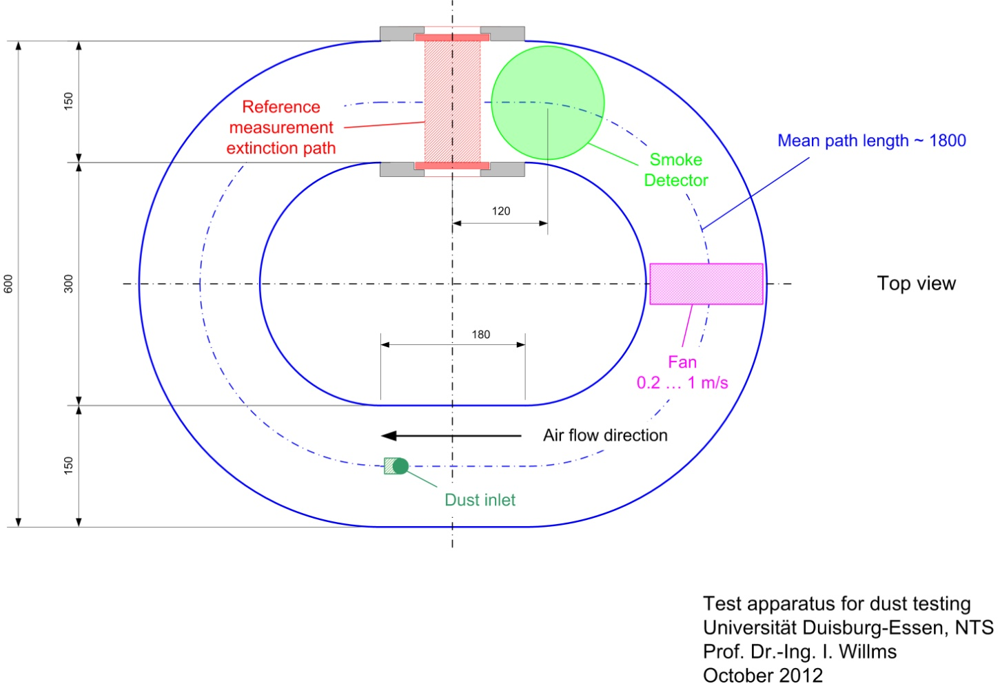 150
Reference
measurement
extinction path
Mean path length ~ 1800
Smoke
Detector
120
600
300
Top view
180
Fan
0.2 … 1 m/s
Air flow direction
150
Dust inlet
Test apparatus for dust testing
Universität Duisburg-Essen, NTS
Prof. Dr.-Ing. I. Willms
October 2012